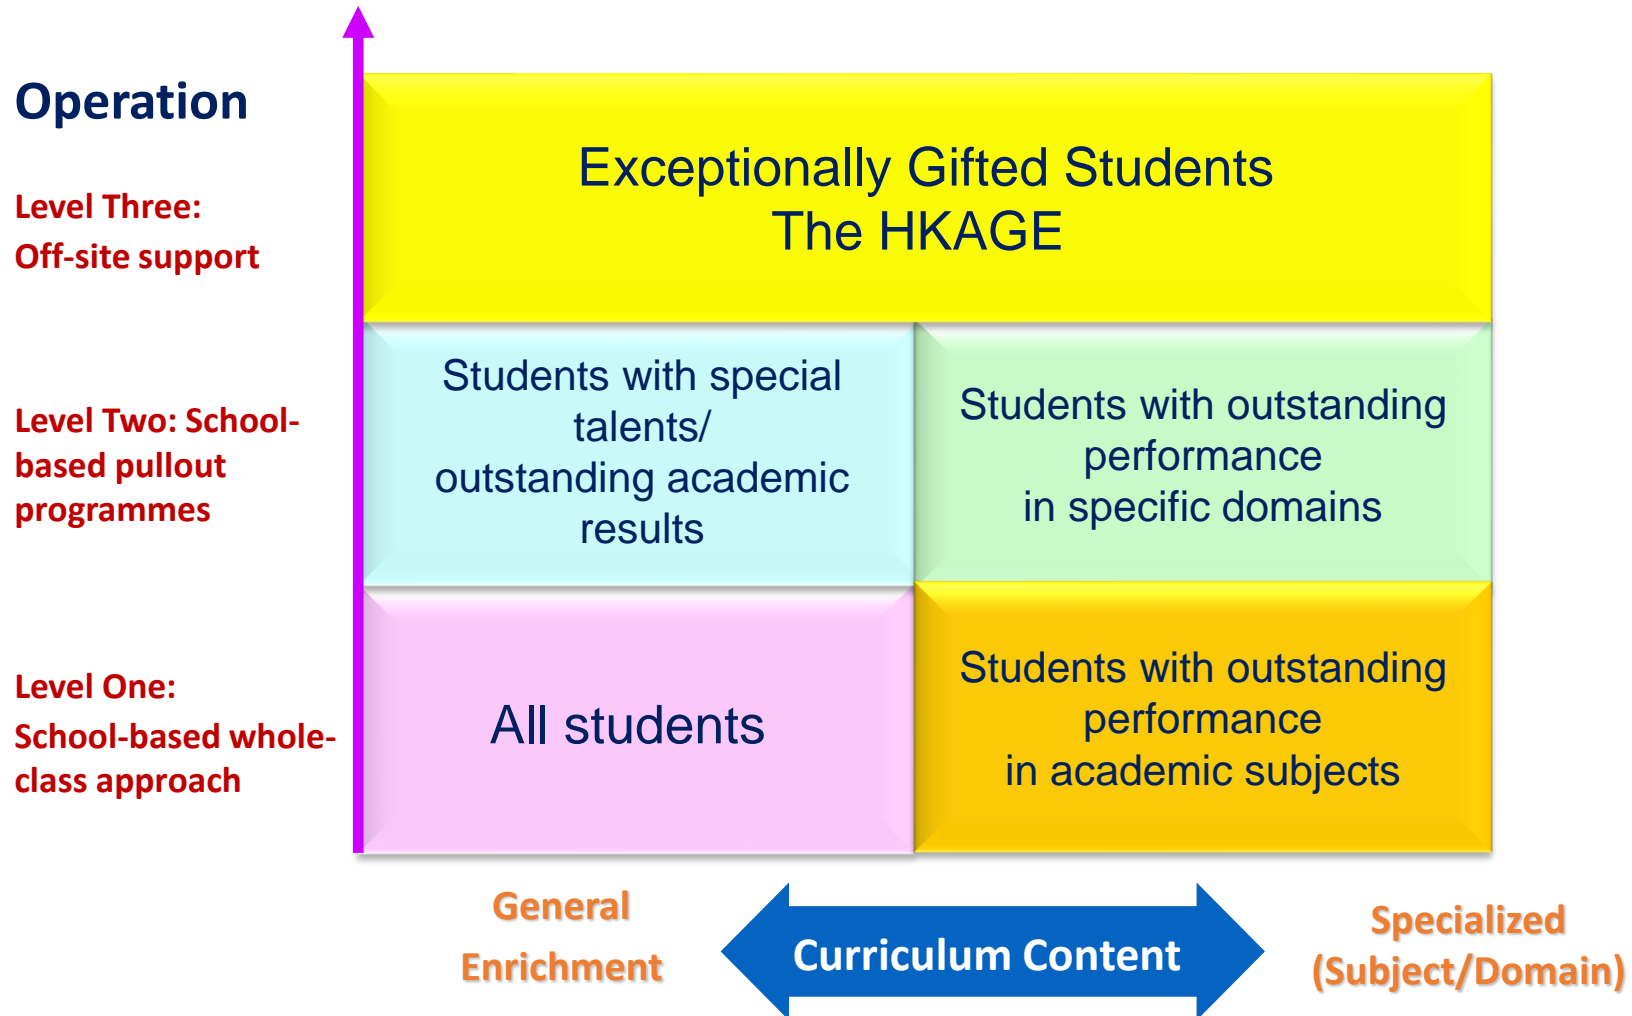 Operation
Exceptionally Gifted Students
The HKAGE
Level Three:
Off-site support
Students with special
talents/
outstanding academic
results
Students with outstanding
performance
in specific domains
Level Two: School-
based pullout
programmes
All students
Students with outstanding
performance
in academic subjects
Level One:
School-based whole-
class approach
General
Enrichment
Curriculum Content
Specialized
(Subject/Domain)